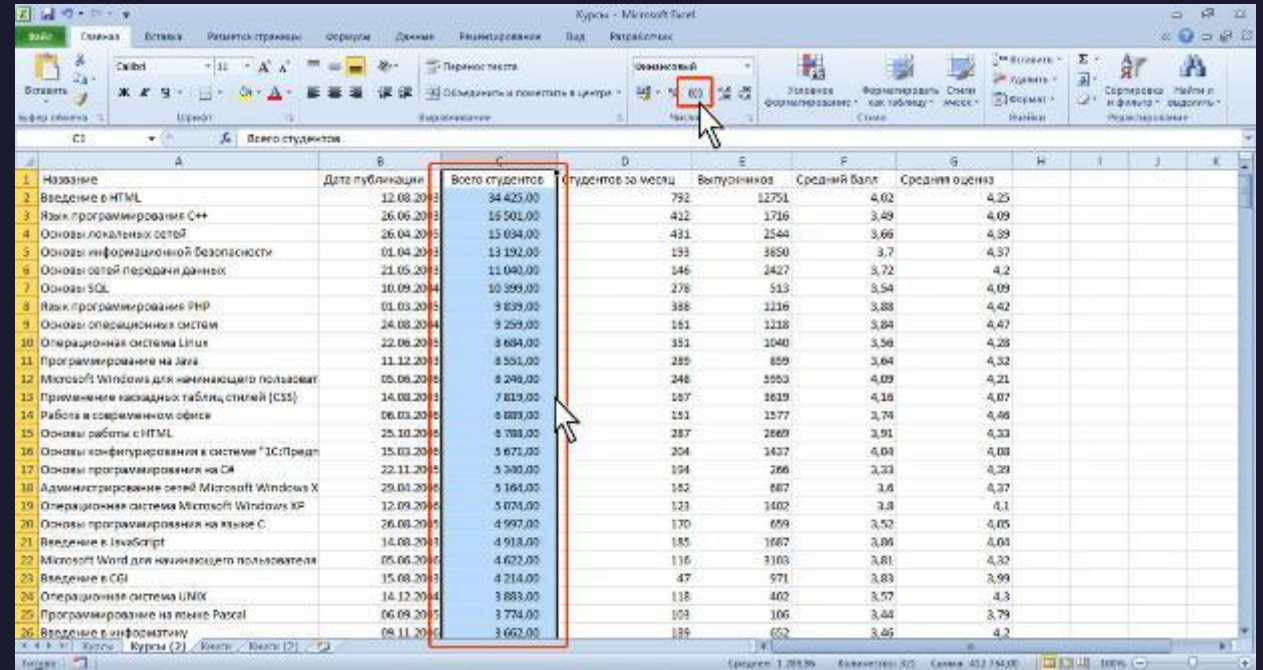 Курсы - Microsoft Excel
Файл Главная Вставка Разметка страницы Формулы Данные Рецензирование Вид Разработчик
Calibri 11 Перенос текста Финансовый
Вставить Ж К Ч Объединить и поместить в центре % 000 Условное форматирование Форматировать как таблицу Стили ячеек Вставить Удалить Формат Сортировка и фильтр Найти и выделить
Буфер обмена Шрифт Выравнивание Число Стили Ячейки Редактирование
C1 fx Всего студентов
A B C D E F G H I J K
1 Название Дата публикации Всего студентов Студентов за месяц Выпускников Средний балл Средняя оценка
2 Введение в HTML 12.08.2003 34 425,00 792 12751 4,02 4,25
3 Язык программирования C++ 26.06.2003 16 501,00 412 1716 3,49 4,09
4 Основы локальных сетей 26.04.2005 15 034,00 431 2544 3,66 4,39
5 Основы информационной безопасности 01.04.2003 13 192,00 193 3850 3,7 4,37
6 Основы сетей передачи данных 21.05.2003 11 040,00 146 2427 3,72 4,2
7 Основы SQL 10.09.2004 10 399,00 278 513 3,54 4,09
8 Язык программирования PHP 01.03.2005 9 839,00 388 1216 3,88 4,42
9 Основы операционных систем 24.08.2004 9 259,00 161 1218 3,84 4,47
10 Операционная система Linux 22.06.2005 8 684,00 351 1040 3,56 4,28
11 Программирование на Java 11.12.2003 8 551,00 289 859 3,64 4,32
12 Microsoft Windows для начинающего пользоват 05.06.2006 8 246,00 248 5953 4,09 4,21
13 Применение каскадных таблиц стилей (CSS) 14.08.2003 7 819,00 167 3619 4,16 4,07
14 Работа в современном офисе 06.03.2006 6 889,00 151 1577 3,74 4,46
15 Основы работы с HTML 25.10.2006 6 788,00 287 2669 3,91 4,33
16 Основы конфигурирования в системе "1С:Предп 15.03.2006 5 671,00 204 1437 4,04 4,08
17 Основы программирования на C# 22.11.2005 5 340,00 194 266 3,33 4,39
18 Администрирование сетей Microsoft Windows X 29.04.2006 5 164,00 162 687 3,6 4,37
19 Операционная система Microsoft Windows XP 12.09.2006 5 074,00 123 1402 3,8 4,1
20 Основы программирования на языке C 26.08.2005 4 997,00 170 659 3,52 4,05
21 Введение в JavaScript 14.08.2003 4 918,00 185 1687 3,86 4,04
22 Microsoft Word для начинающего пользователя 05.06.2006 4 622,00 116 3103 3,81 4,32
23 Введение в CGI 15.08.2003 4 214,00 47 971 3,83 3,99
24 Операционная система UNIX 14.12.2004 3 883,00 118 402 3,57 4,3
25 Программирование на языке Pascal 06.09.2005 3 774,00 103 106 3,44 3,79
26 Введение в информатику 09.11.2006 3 662,00 139 652 3,46 4,2
Курсы Курсы (2) Книги Книги (2)
Готово Среднее: 1 289,86 Количество: 321 Сумма: 412 754,00 100%